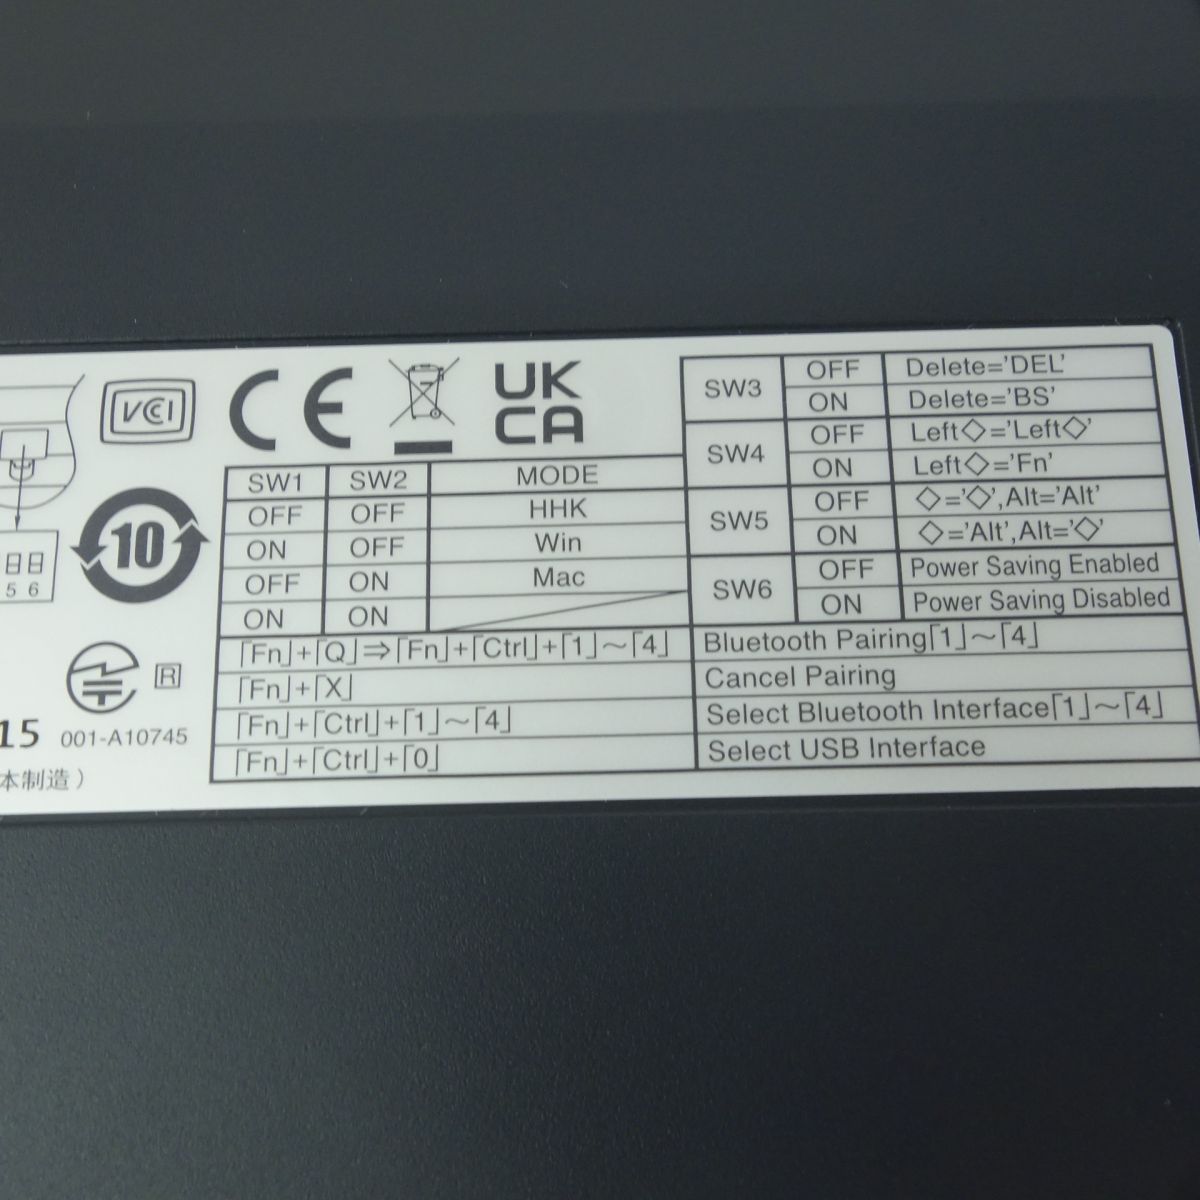 VCI
CE
UK
CA
10
5 6
R
15 001-A10745
本制造）
SW1 SW2 MODE
OFF OFF HHK
ON OFF Win
OFF ON Mac
ON ON
SW3 OFF Delete='DEL'
ON Delete='BS'
SW4 OFF Left◇='Left◇'
ON Left◇='Fn'
SW5 OFF ◇='◇',Alt='Alt'
ON ◇='Alt',Alt='◇'
SW6 OFF Power Saving Enabled
ON Power Saving Disabled
｢Fn｣+｢Q｣⇒｢Fn｣+｢Ctrl｣+｢1｣～｢4｣ Bluetooth Pairing｢1｣～｢4｣
｢Fn｣+｢X｣ Cancel Pairing
｢Fn｣+｢Ctrl｣+｢1｣～｢4｣ Select Bluetooth Interface｢1｣～｢4｣
｢Fn｣+｢Ctrl｣+｢0｣ Select USB Interface